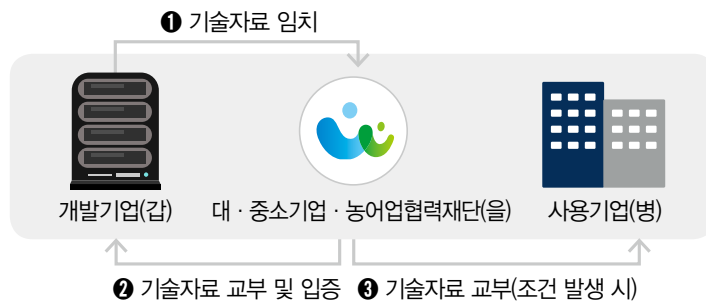 ❶ 기술자료 임치
개발기업(갑)
대 · 중소기업 · 농어업협력재단(을)
사용기업(병)
❷ 기술자료 교부 및 입증
❸ 기술자료 교부(조건 발생 시)